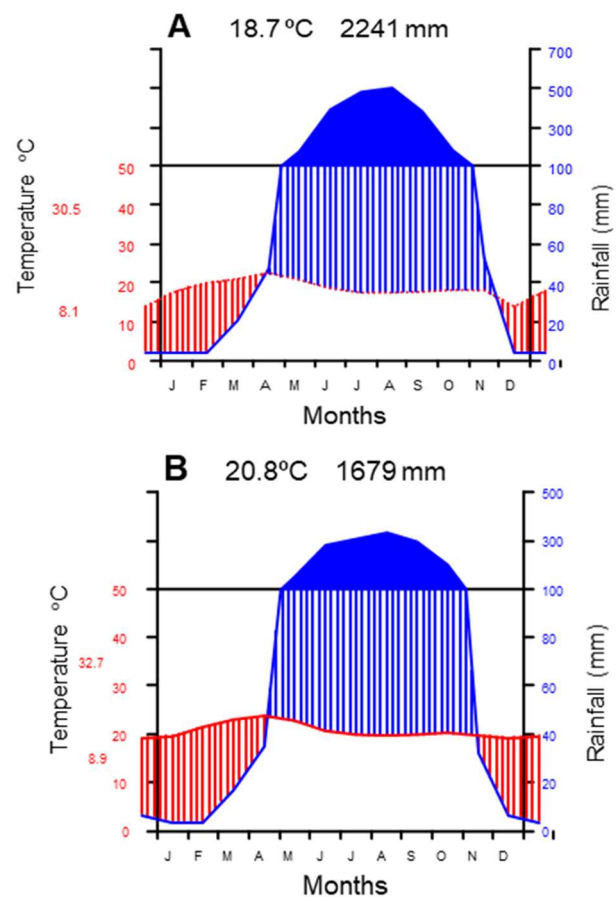 A 18.7 ºC 2241 mm
700
500
300
50 100
40 80
30 60
20 40
10 20
0 0
30.5
8.1
Temperature ºC
Rainfall (mm)
J F M A M J J A S O N D
Months
B 20.8ºC 1679 mm
500
300
50 100
40 80
30 60
20 40
10 20
0 0
32.7
8.9
Temperature ºC
Rainfall (mm)
J F M A M J J A S O N D
Months